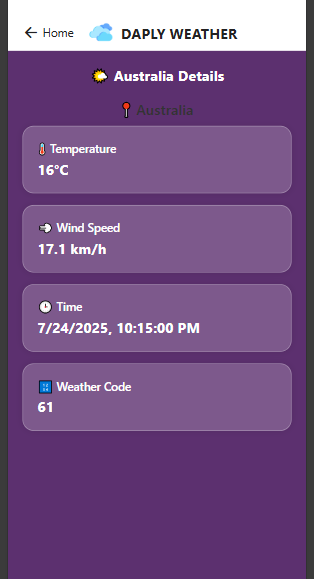 Home
DAPLY WEATHER
Australia Details
Australia
Temperature
16°C
Wind Speed
17.1 km/h
Time
7/24/2025, 10:15:00 PM
Weather Code
61